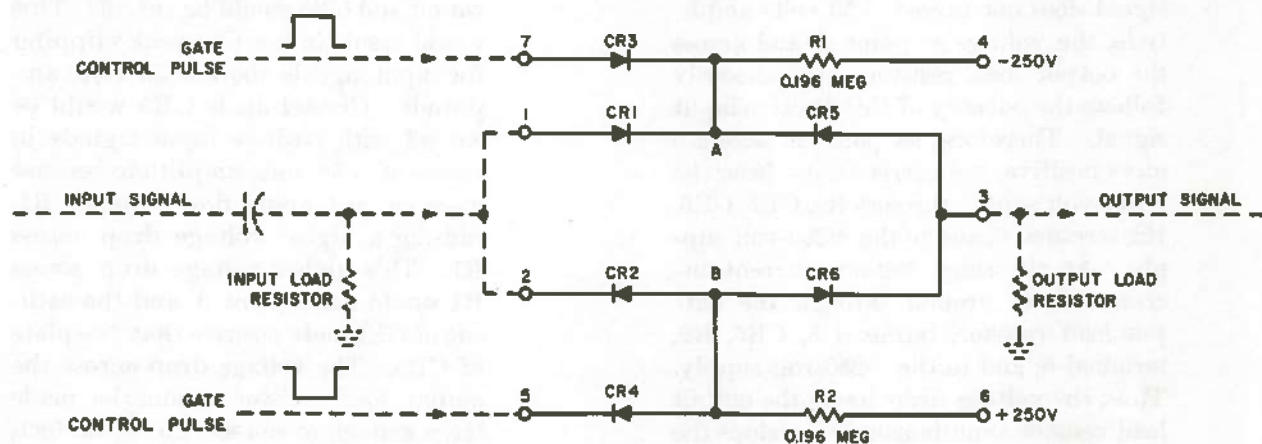 GATE
CONTROL PULSE
7
CR3
R1
0.196 MEG
4
-250V
1
CR1
CR5
A
INPUT SIGNAL
3
OUTPUT SIGNAL
INPUT LOAD
RESISTOR
2
CR2
B
CR6
OUTPUT LOAD
RESISTOR
GATE
CONTROL PULSE
5
CR4
R2
0.196 MEG
6
+250V